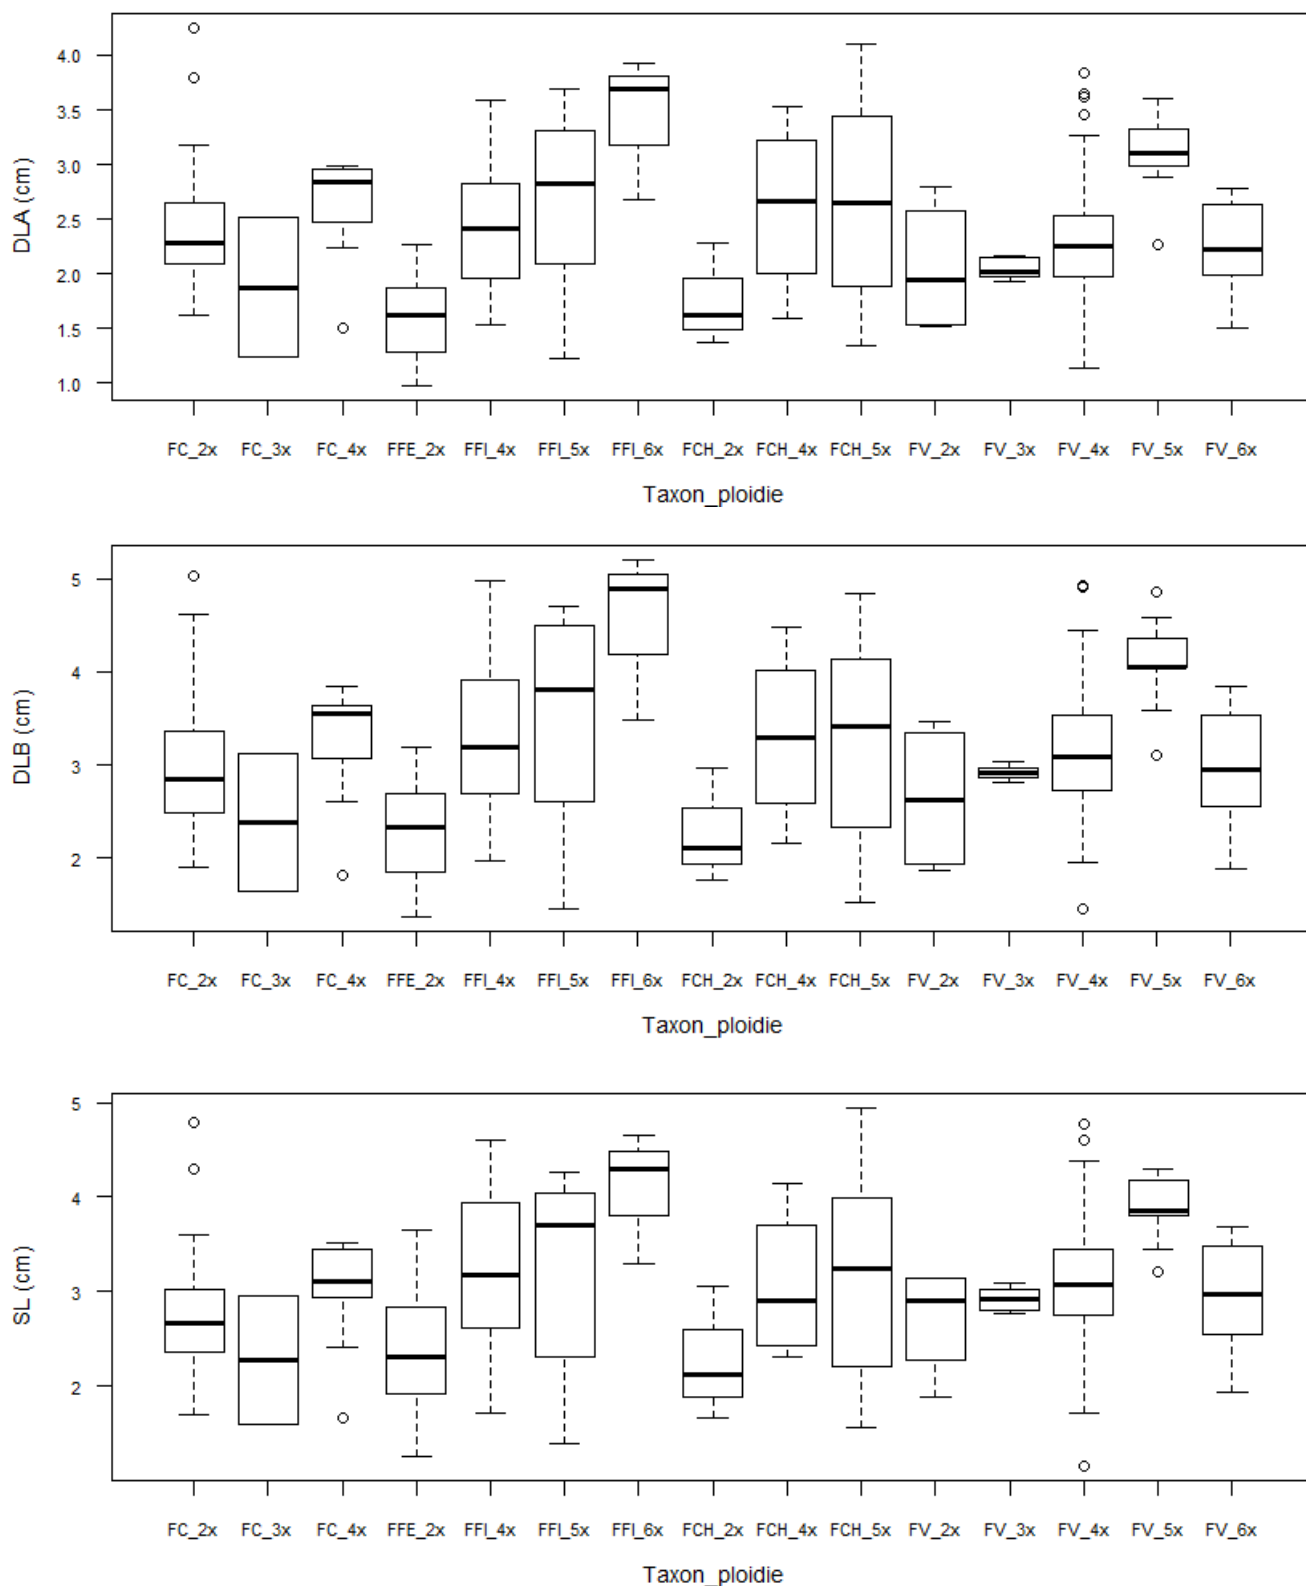 DLA (cm)
4.0
3.5
3.0
2.5
2.0
1.5
1.0
FC_2x FC_3x FC_4x FFE_2x FFI_4x FFI_5x FFI_6x FCH_2x FCH_4x FCH_5x FV_2x FV_3x FV_4x FV_5x FV_6x
Taxon_ploidie
DLB (cm)
5
4
3
2
FC_2x FC_3x FC_4x FFE_2x FFI_4x FFI_5x FFI_6x FCH_2x FCH_4x FCH_5x FV_2x FV_3x FV_4x FV_5x FV_6x
Taxon_ploidie
SL (cm)
5
4
3
2
FC_2x FC_3x FC_4x FFE_2x FFI_4x FFI_5x FFI_6x FCH_2x FCH_4x FCH_5x FV_2x FV_3x FV_4x FV_5x FV_6x
Taxon_ploidie